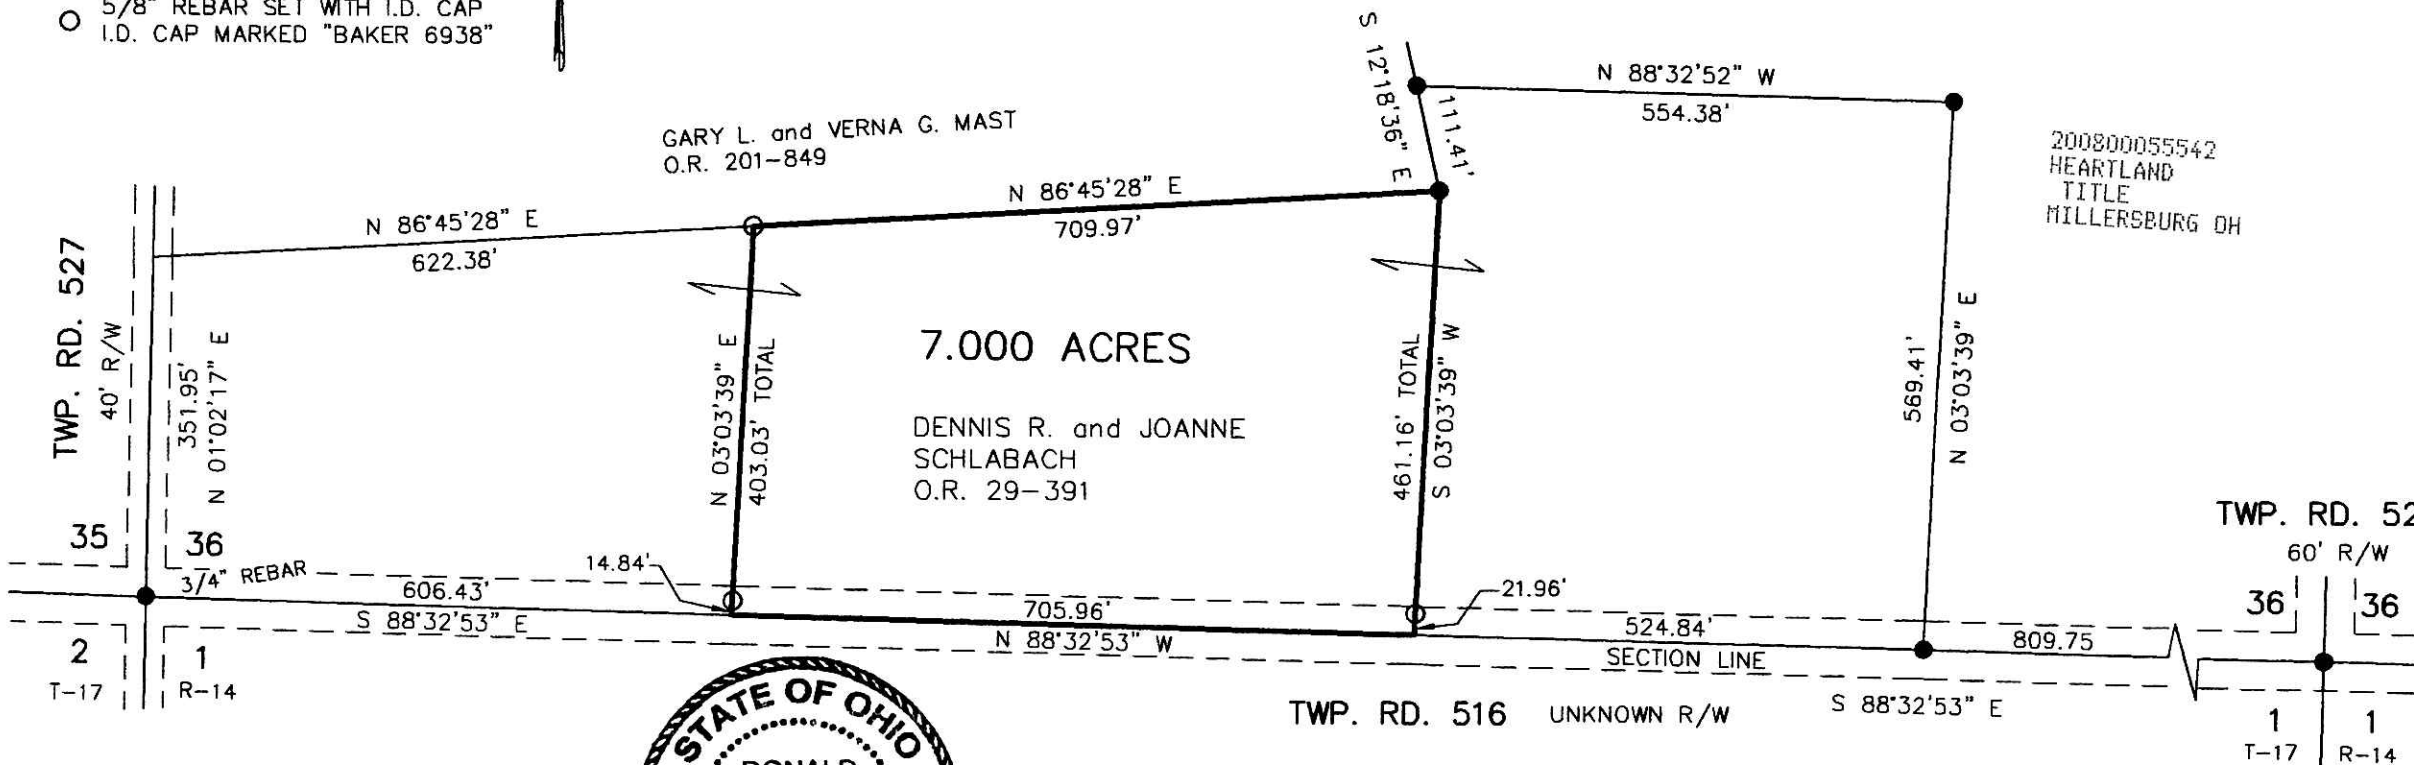 5/8" REBAR SET WITH I.D. CAP
I.D. CAP MARKED "BAKER 6938"
GARY L. and VERNA G. MAST
O.R. 201-849
S 12°18'36" E
111.41'
N 88°32'52" W
554.38'
200800055542
HEARTLAND
TITLE
MILLERSBURG OH
N 86°45'28" E
622.38'
N 86°45'28" E
709.97'
TWP. RD. 527
40' R/W
351.95'
N 01°02'17" E
N 03°03'39" E
403.03' TOTAL
7.000 ACRES
DENNIS R. and JOANNE
SCHLABACH
O.R. 29-391
461.16' TOTAL
S 03°03'39" W
569.41'
N 03°03'39" E
TWP. RD. 52
60' R/W
35
36
3/4" REBAR
606.43'
S 88°32'53" E
14.84'
705.96'
N 88°32'53" W
21.96'
524.84'
SECTION LINE
809.75
S 88°32'53" E
36
36
2
1
T-17
R-14
TWP. RD. 516 UNKNOWN R/W
1
1
T-17
R-14
STATE OF OHIO
DONALD